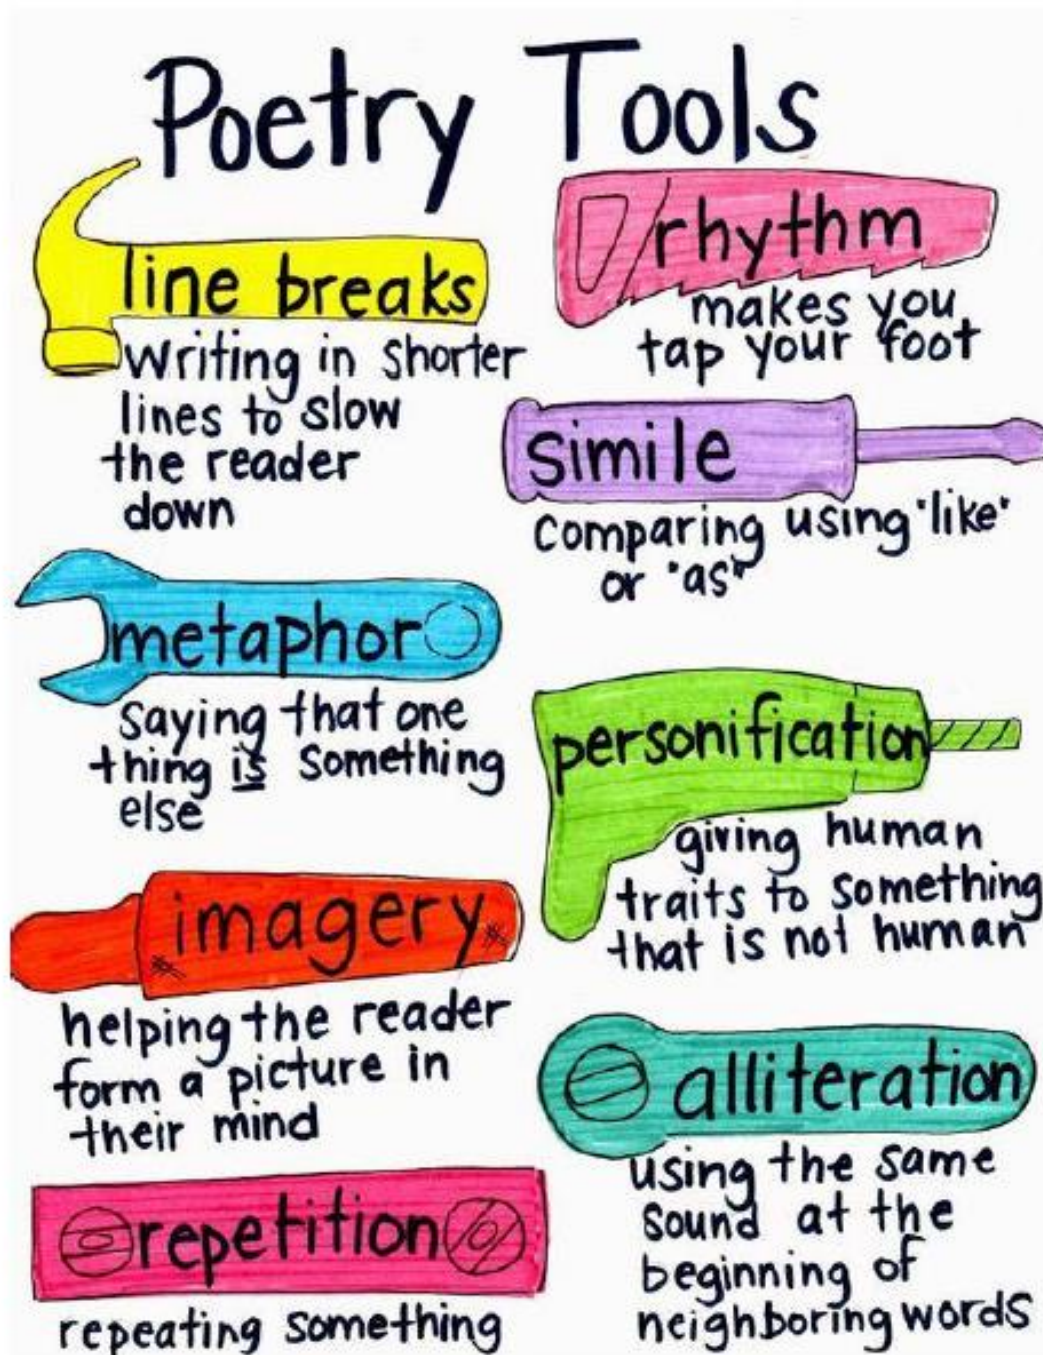 Poetry Tools
line breaks
writing in shorter
lines to slow
the reader
down
rhythm
makes you
tap your foot
simile
comparing using "like"
or "as"
metaphor
saying that one
thing is something
else
personification
giving human
traits to something
that is not human
imagery
helping the reader
form a picture in
their mind
alliteration
using the same
sound at the
beginning of
neighboring words
repetition
repeating something